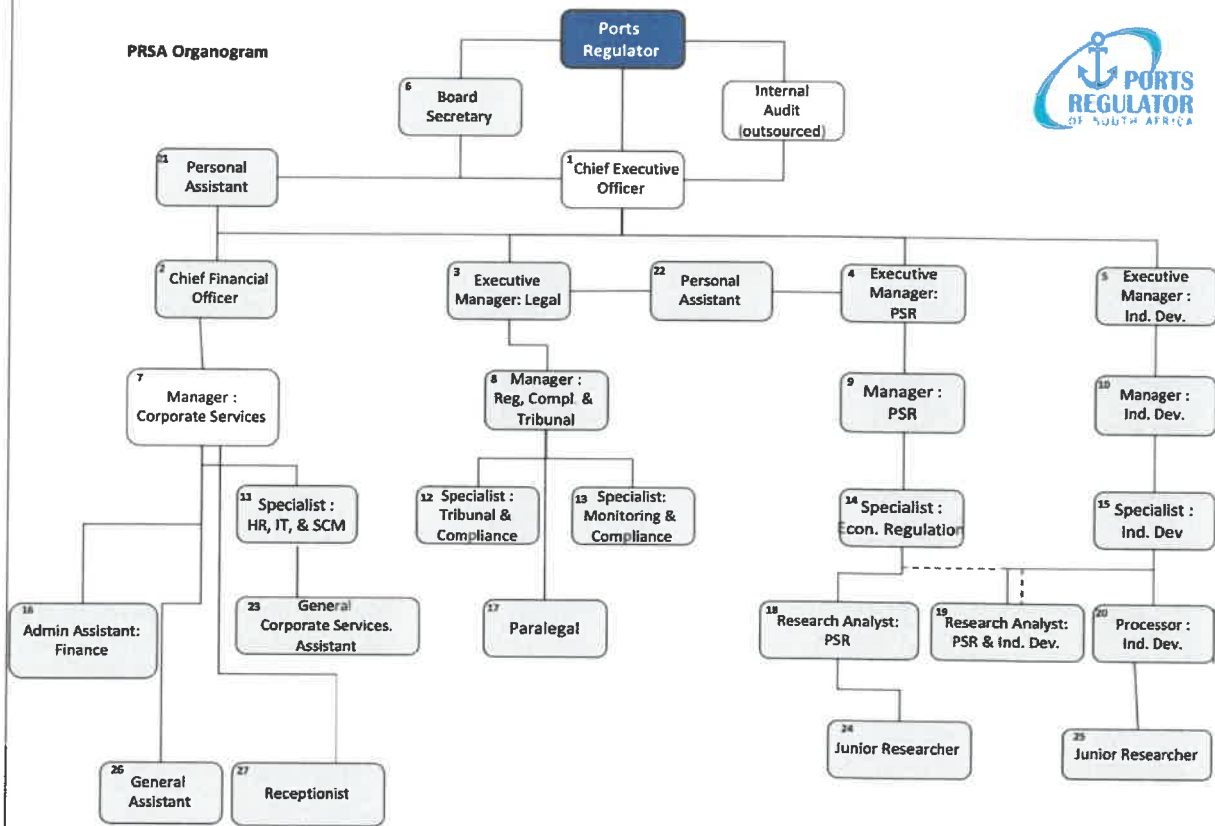 PRSA Organogram
Ports
Regulator
PORTS
REGULATOR
OF SOUTH AFRICA
6
Board
Secretary
Internal
Audit
(outsourced)
21
Personal
Assistant
1
Chief Executive
Officer
2
Chief Financial
Officer
3
Executive
Manager: Legal
22
Personal
Assistant
4
Executive
Manager:
PSR
5
Executive
Manager :
Ind. Dev.
7
Manager :
Corporate Services
8
Manager :
Reg, Compl. &
Tribunal
9
Manager :
PSR
10
Manager :
Ind. Dev.
11
Specialist :
HR, IT, & SCM
12
Specialist :
Tribunal &
Compliance
13
Specialist:
Monitoring &
Compliance
14
Specialist :
Econ. Regulation
15
Specialist :
Ind. Dev
16
Admin Assistant:
Finance
23
General
Corporate Services.
Assistant
17
Paralegal
18
Research Analyst:
PSR
19
Research Analyst:
PSR & Ind. Dev.
20
Processor :
Ind. Dev.
24
Junior Researcher
25
Junior Researcher
26
General
Assistant
27
Receptionist